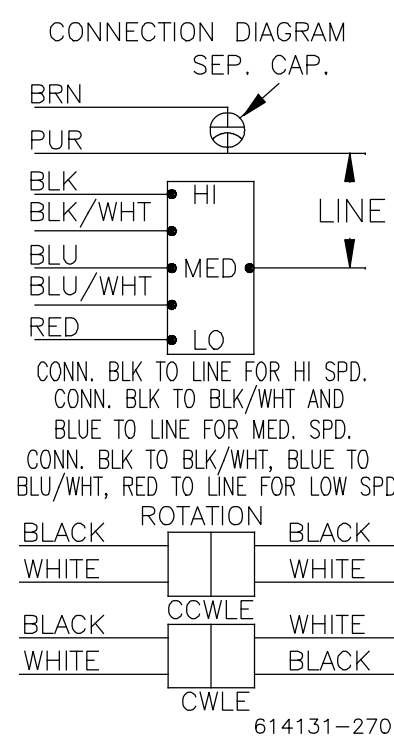 CONNECTION DIAGRAM
SEP. CAP.
BRN
PUR
BLK
HI
BLK/WHT
LINE
BLU
MED
BLU/WHT
RED
LO
CONN. BLK TO LINE FOR HI SPD.
CONN. BLK TO BLK/WHT AND
BLUE TO LINE FOR MED. SPD.
CONN. BLK TO BLK/WHT, BLUE TO
BLU/WHT, RED TO LINE FOR LOW SPD
ROTATION
BLACK BLACK
WHITE WHITE
CCWLE
BLACK WHITE
WHITE BLACK
CWLE
614131-270